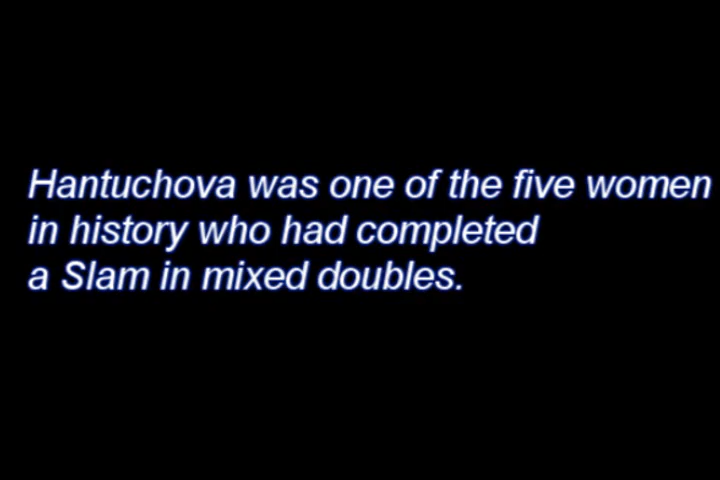 Hantuchova was one of the five women
in history who had completed
a Slam in mixed doubles.